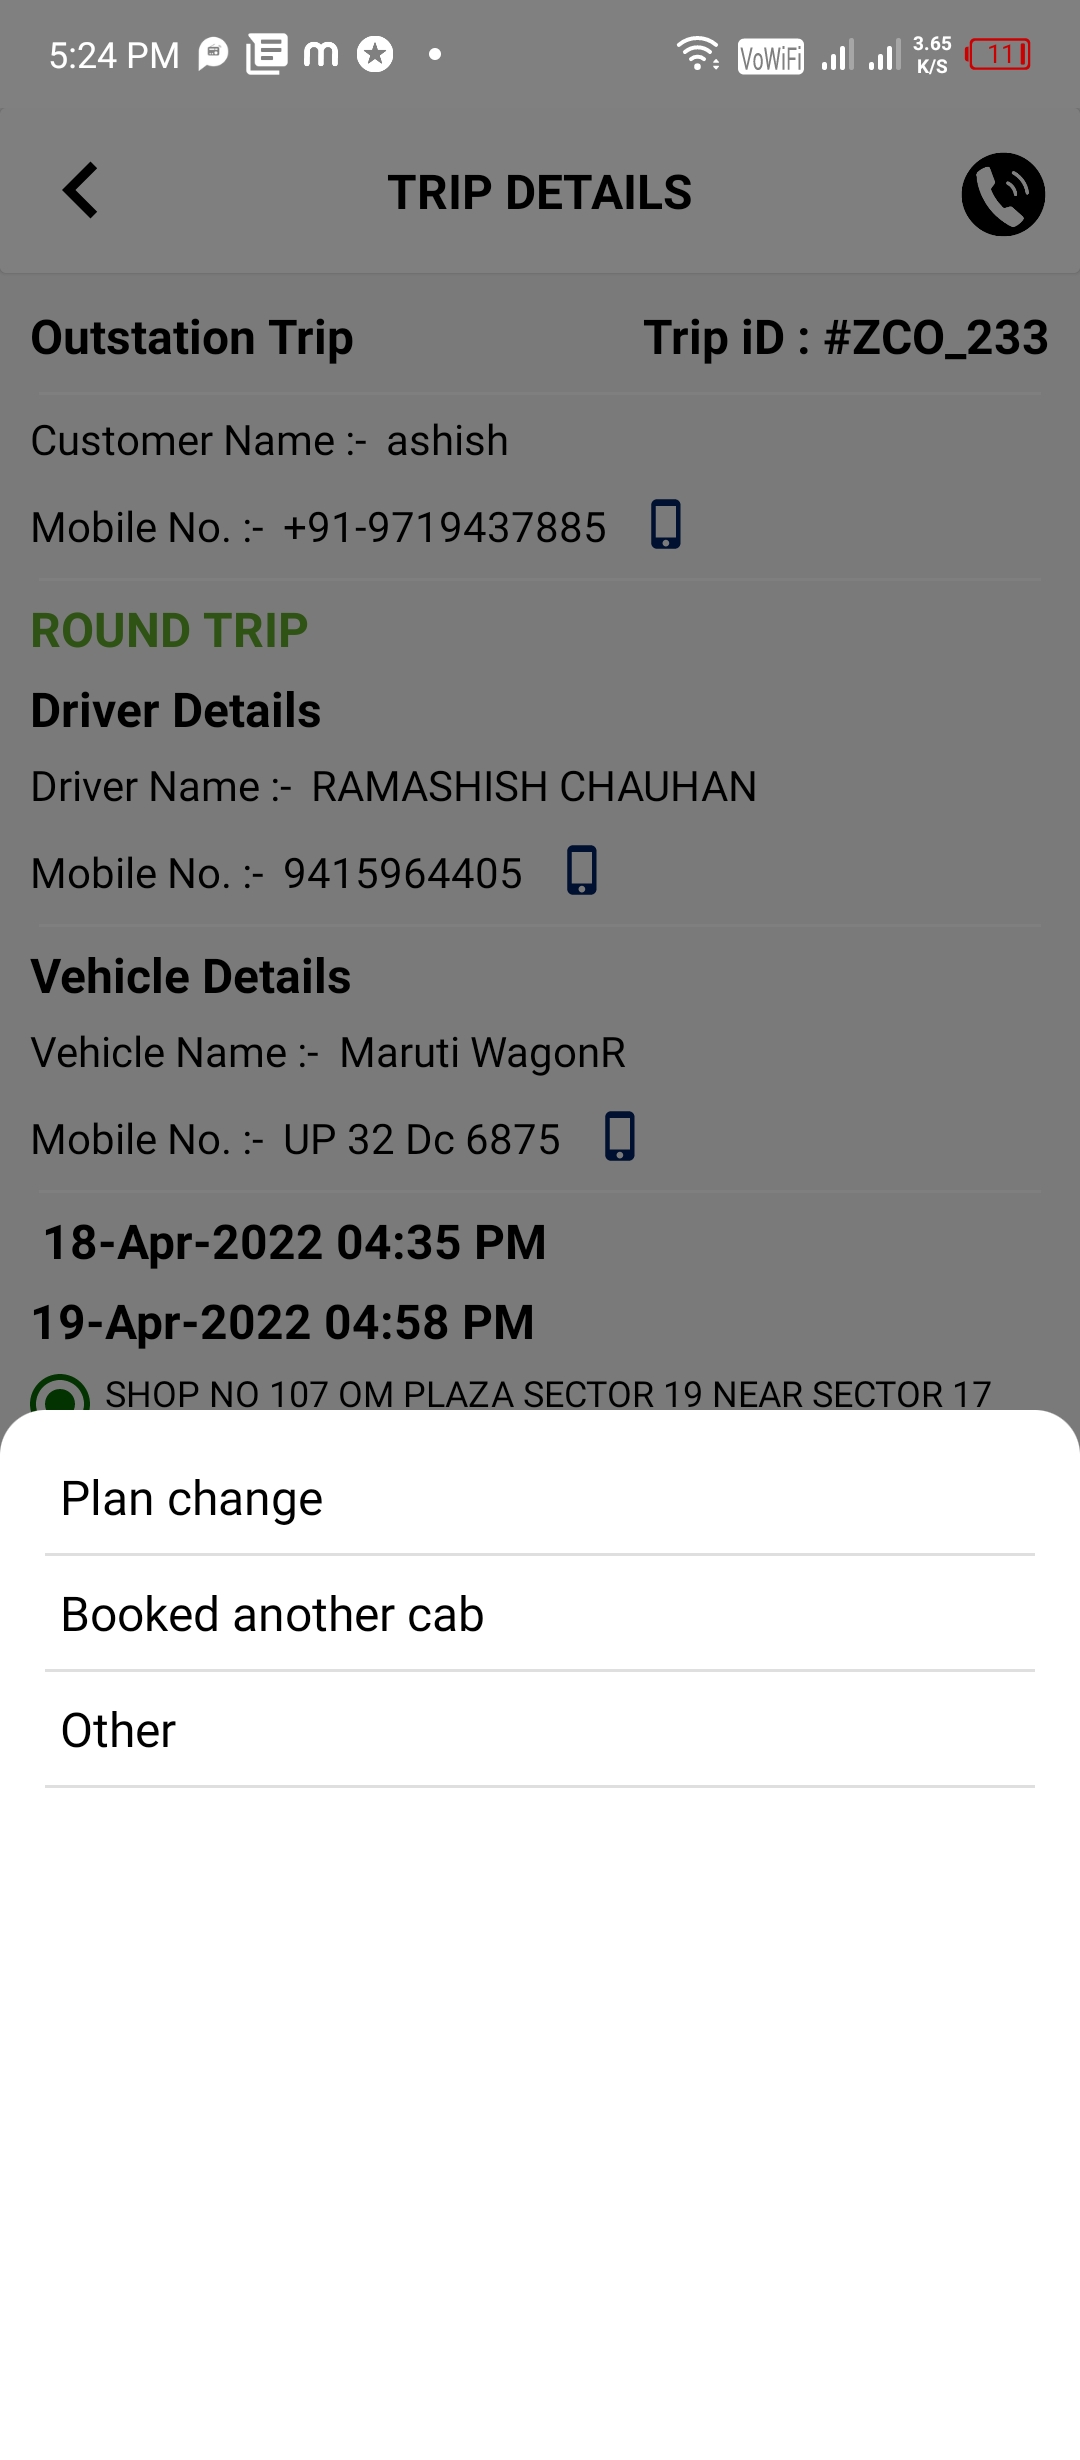 5:24 PM
VoWiFi
3.65
K/S
11
TRIP DETAILS
Outstation Trip
Trip iD : #ZCO_233
Customer Name :- ashish
Mobile No. :- +91-9719437885
ROUND TRIP
Driver Details
Driver Name :- RAMASHISH CHAUHAN
Mobile No. :- 9415964405
Vehicle Details
Vehicle Name :- Maruti WagonR
Mobile No. :- UP 32 Dc 6875
18-Apr-2022 04:35 PM
19-Apr-2022 04:58 PM
SHOP NO 107 OM PLAZA SECTOR 19 NEAR SECTOR 17
Plan change
Booked another cab
Other